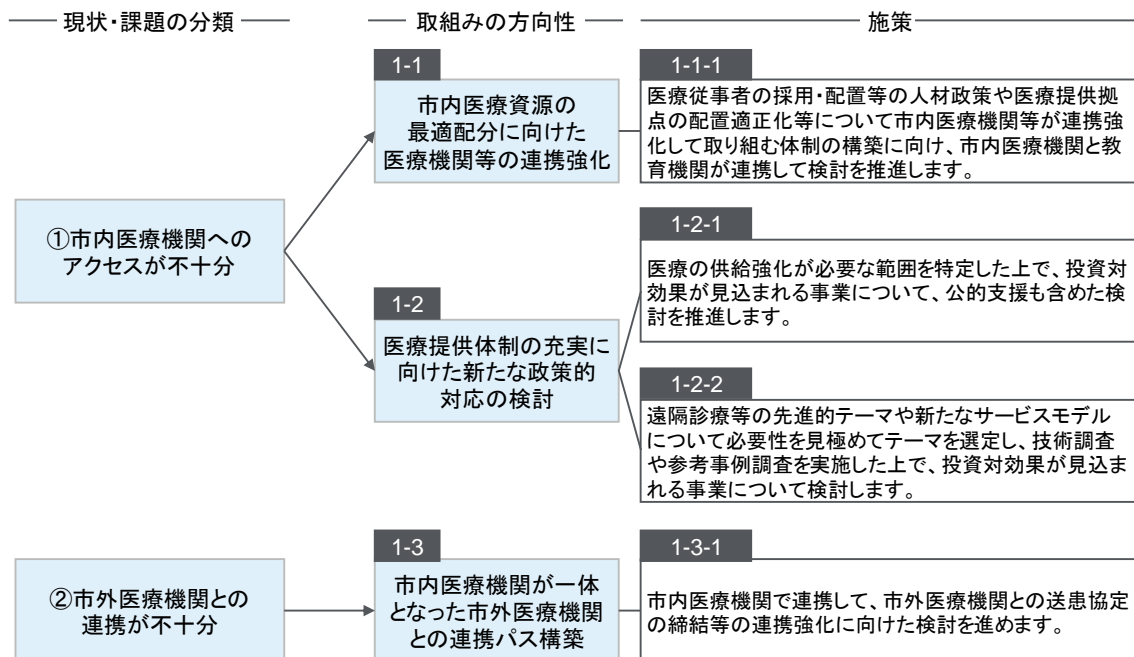 現状・課題の分類
取組みの方向性
施策
①市内医療機関への
アクセスが不十分
1-1
市内医療資源の
最適配分に向けた
医療機関等の連携強化
1-1-1
医療従事者の採用・配置等の人材政策や医療提供拠
点の配置適正化等について市内医療機関等が連携強
化して取り組む体制の構築に向け、市内医療機関と教
育機関が連携して検討を推進します。
1-2
医療提供体制の充実に
向けた新たな政策的
対応の検討
1-2-1
医療の供給強化が必要な範囲を特定した上で、投資対
効果が見込まれる事業について、公的支援も含めた検
討を推進します。
1-2-2
遠隔診療等の先進的テーマや新たなサービスモデル
について必要性を見極めてテーマを選定し、技術調査
や参考事例調査を実施した上で、投資対効果が見込ま
れる事業について検討します。
②市外医療機関との
連携が不十分
1-3
市内医療機関が一体
となった市外医療機関
との連携パス構築
1-3-1
市内医療機関で連携して、市外医療機関との送患協定
の締結等の連携強化に向けた検討を進めます。